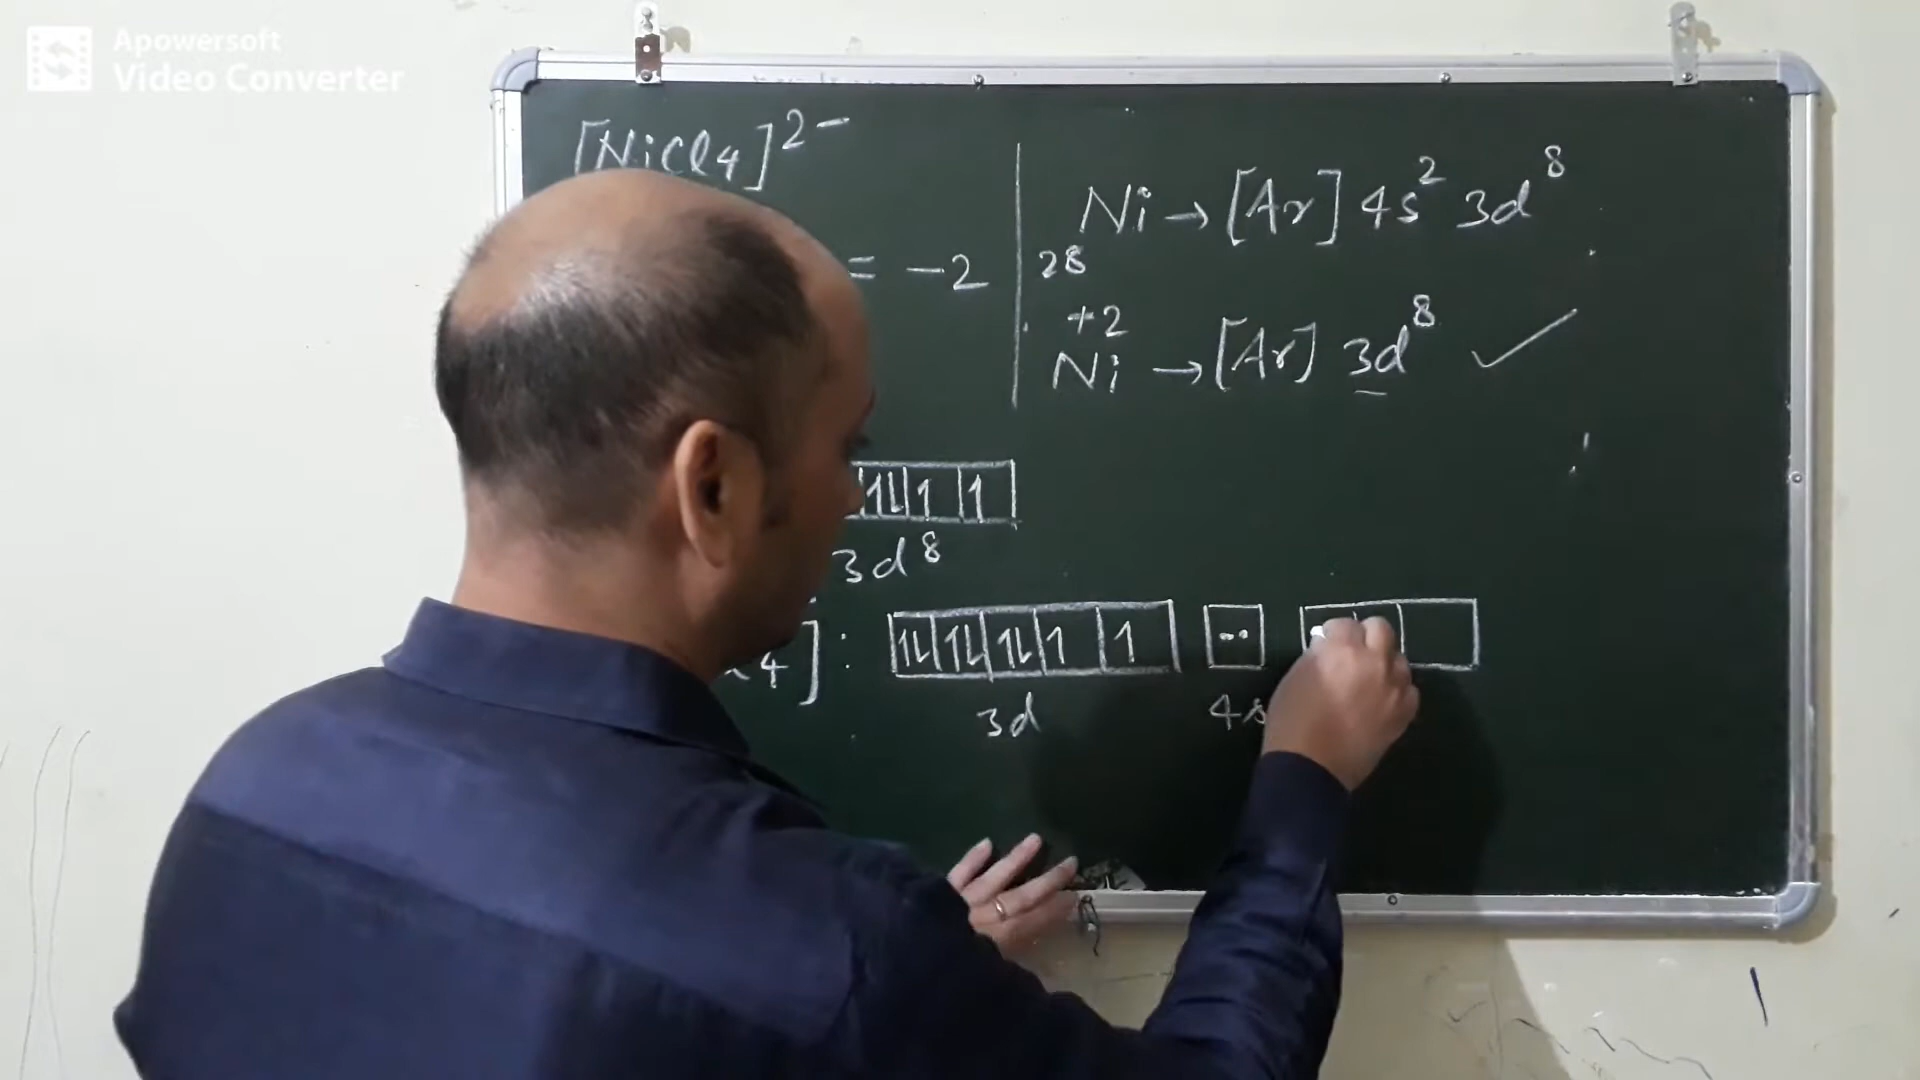 Apowersoft
Video Converter
[NiCl4]²⁻
= -2
Ni → [Ar] 4s² 3d⁸
28
+2
Ni → [Ar] 3d⁸ ✓
1L 1 1
3d⁸
4] : 1L 1L 1L 1 1 ··
3d 4s